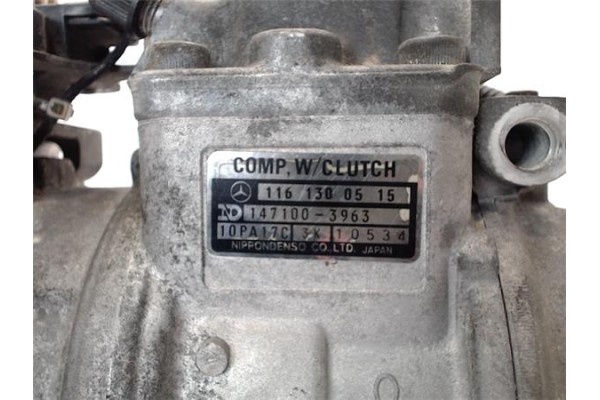 COMP, W/CLUTCH
116 130 05 15
ND 147100-3963
10PA17C 3K 10534
NIPPONDENSO CO., LTD. JAPAN